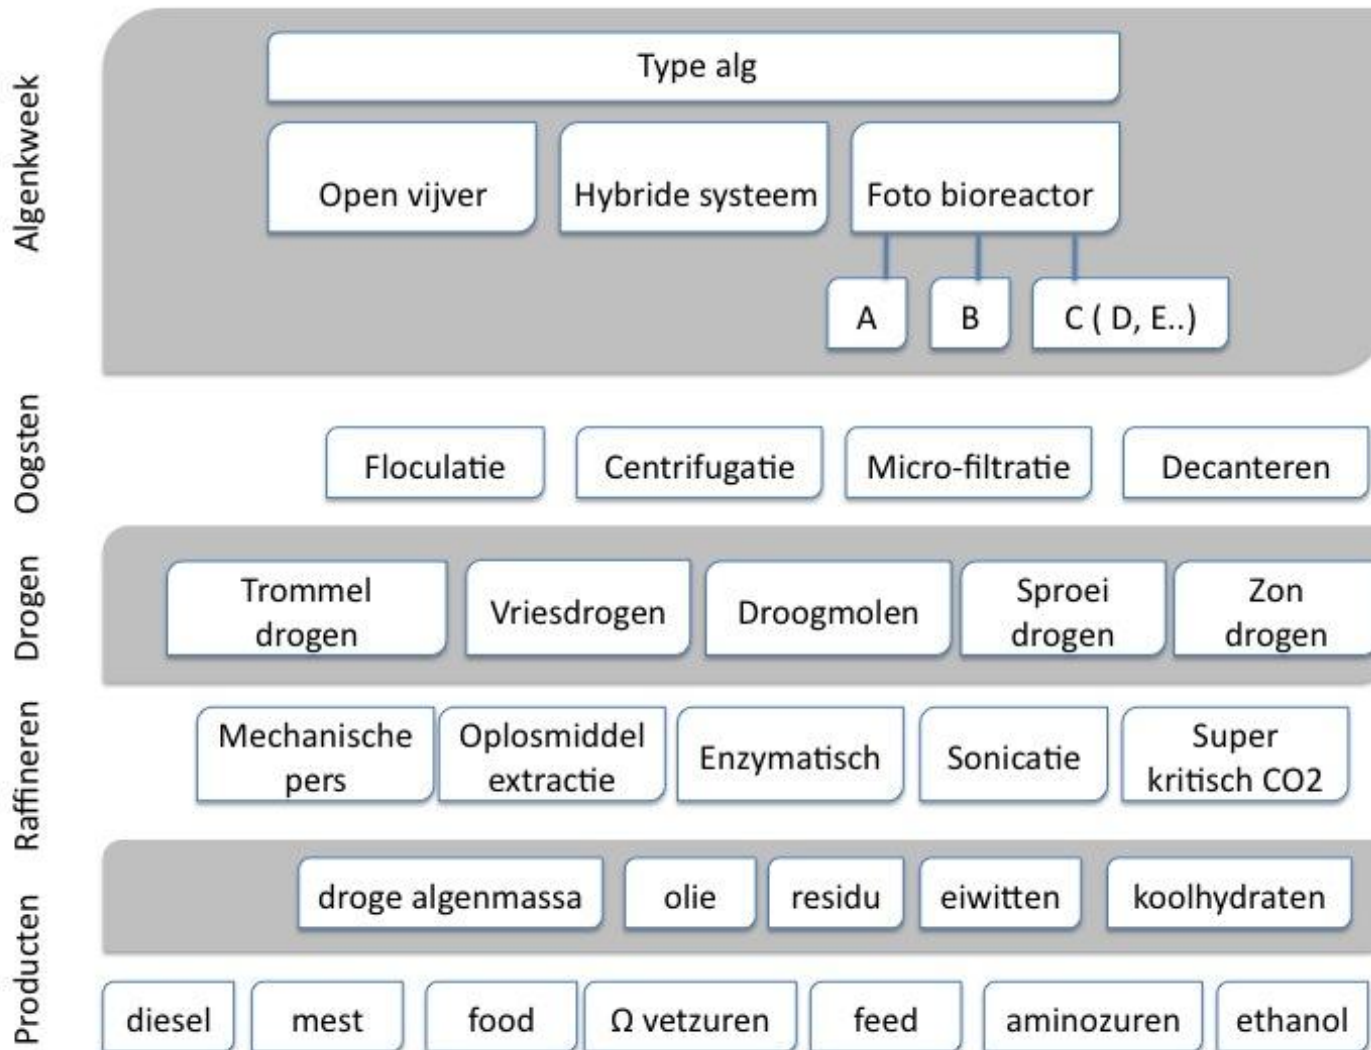 Algenkweek
Type alg
Open vijver
Hybride systeem
Foto bioreactor
A
B
C ( D, E..)
Oogsten
Floculatie
Centrifugatie
Micro-filtratie
Decanteren
Drogen
Trommel
drogen
Vriesdrogen
Droogmolen
Sproei
drogen
Zon
drogen
Raffineren
Mechanische
pers
Oplosmiddel
extractie
Enzymatisch
Sonicatie
Super
kritisch CO2
Producten
droge algenmassa
olie
residu
eiwitten
koolhydraten
diesel
mest
food
Ω vetzuren
feed
aminozuren
ethanol